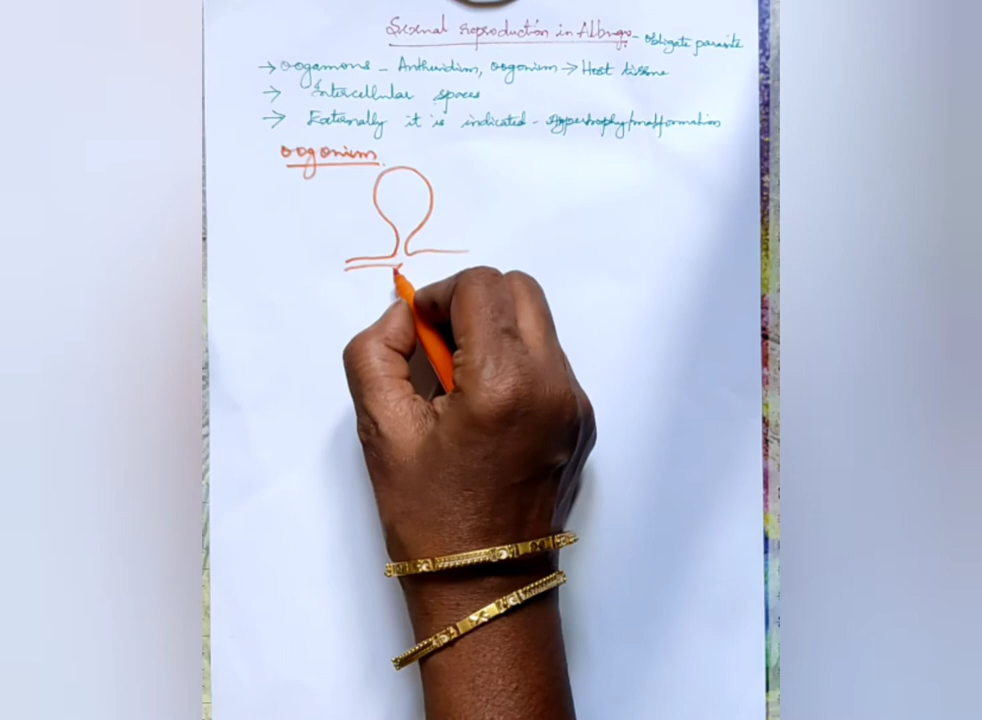 Sexual reproduction in Albugo - obligate parasite
→ oogamous - Antheridium, oogonium → Host tissue
→ Intercellular spaces
→ Externally it is indicated - Hypertrophy/malformation
oogonium